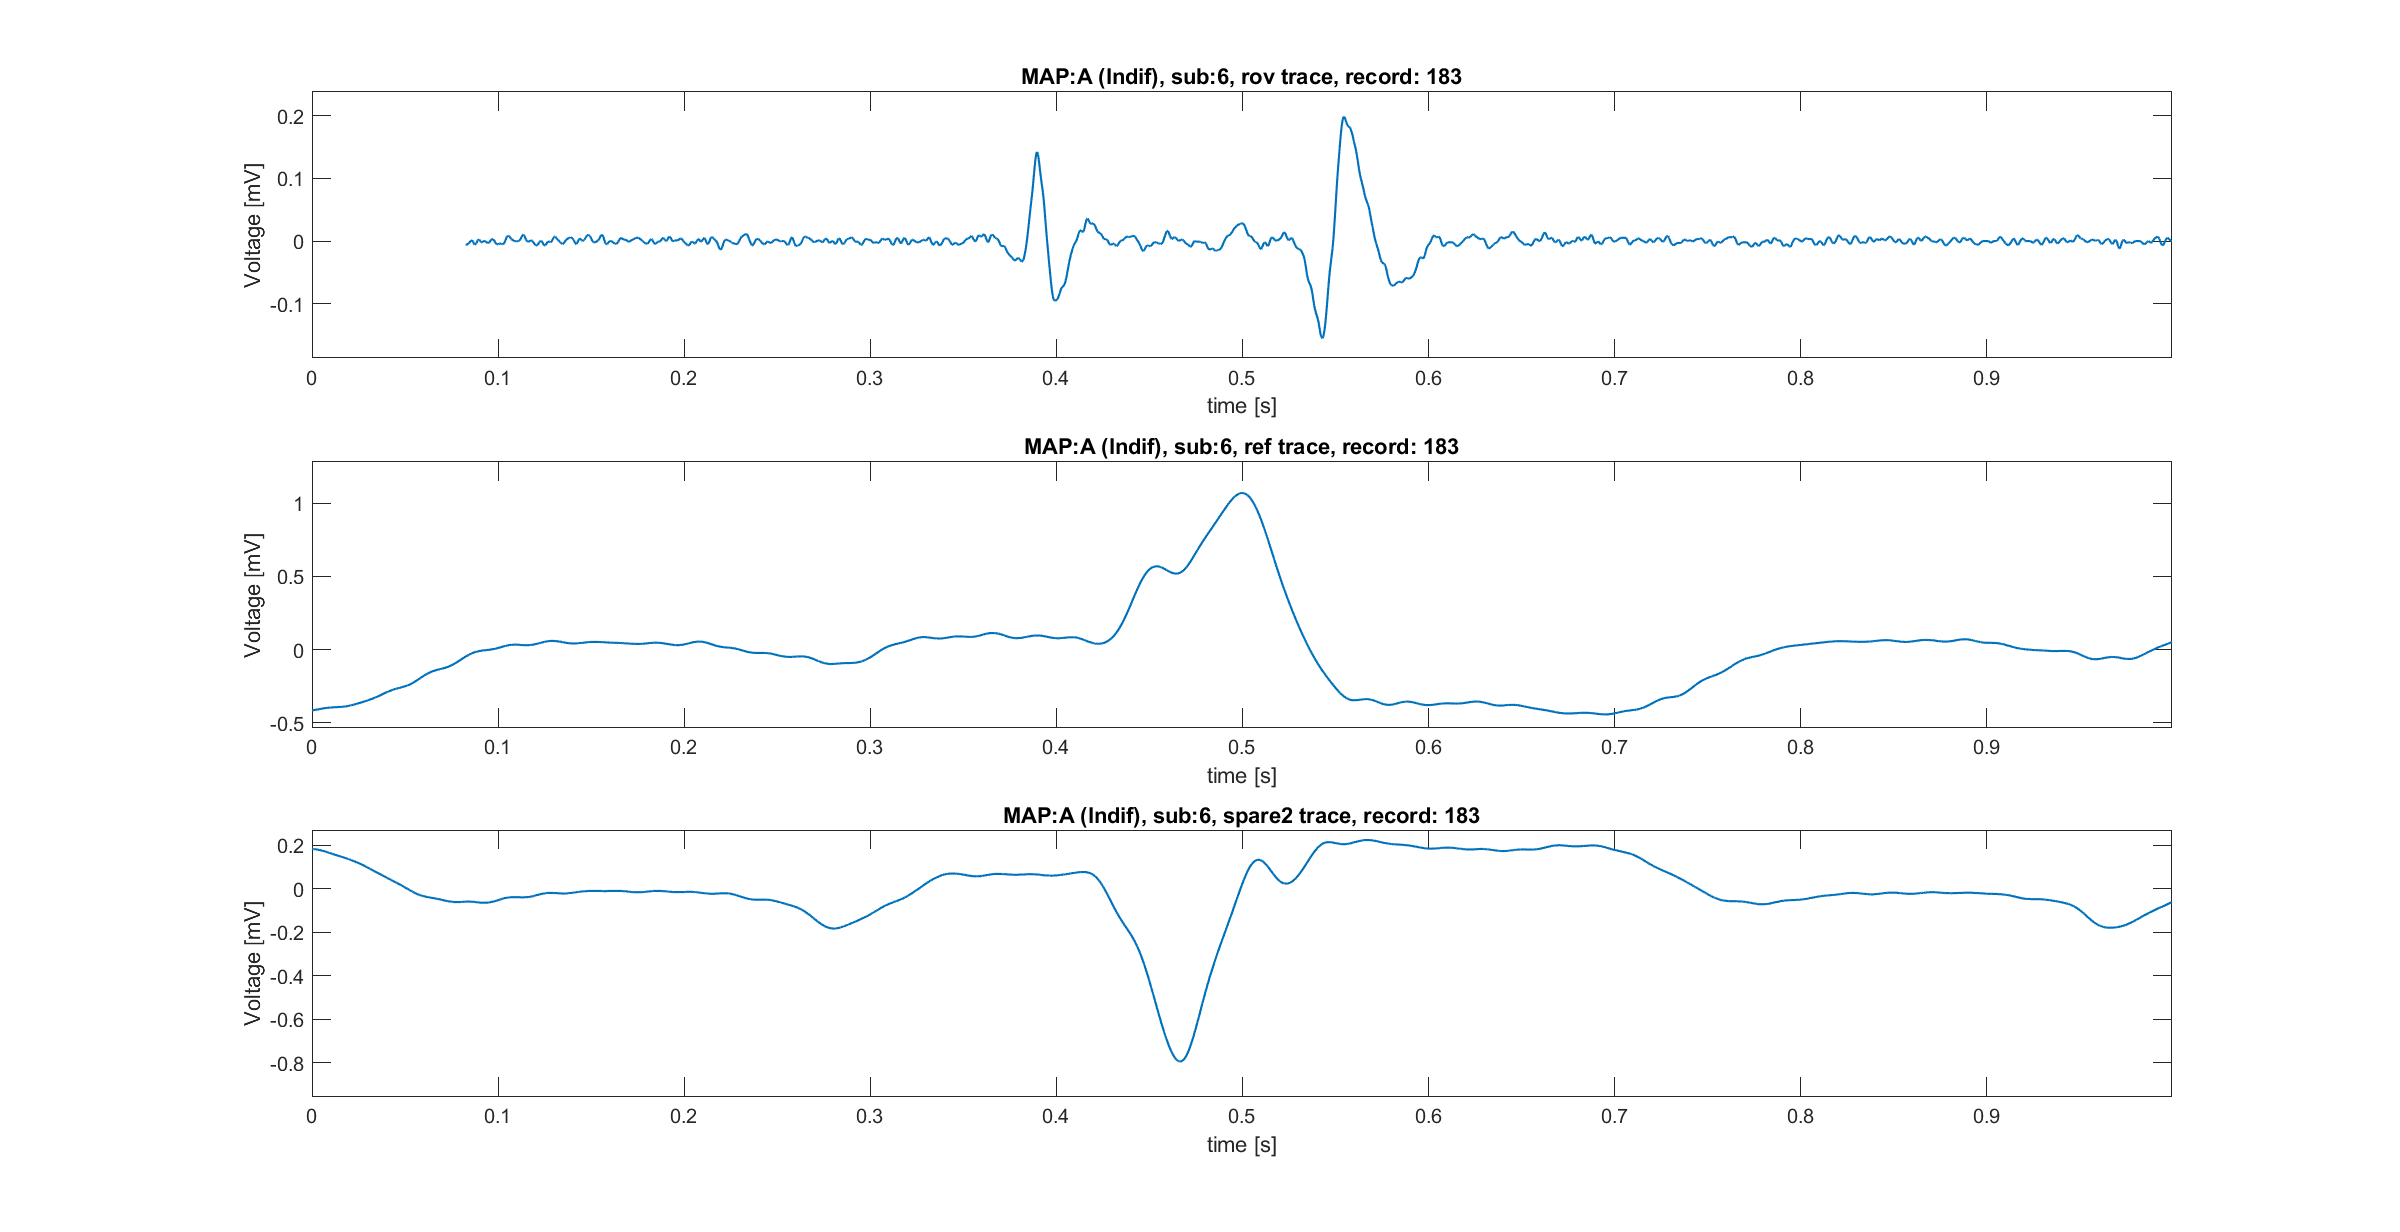 MAP:A (Indif), sub:6, rov trace, record: 183
0.2
0.1
0
-0.1
Voltage [mV]
0 0.1 0.2 0.3 0.4 0.5 0.6 0.7 0.8 0.9
time [s]
MAP:A (Indif), sub:6, ref trace, record: 183
1
0.5
0
-0.5
Voltage [mV]
0 0.1 0.2 0.3 0.4 0.5 0.6 0.7 0.8 0.9
time [s]
MAP:A (Indif), sub:6, spare2 trace, record: 183
0.2
0
-0.2
-0.4
-0.6
-0.8
Voltage [mV]
0 0.1 0.2 0.3 0.4 0.5 0.6 0.7 0.8 0.9
time [s]